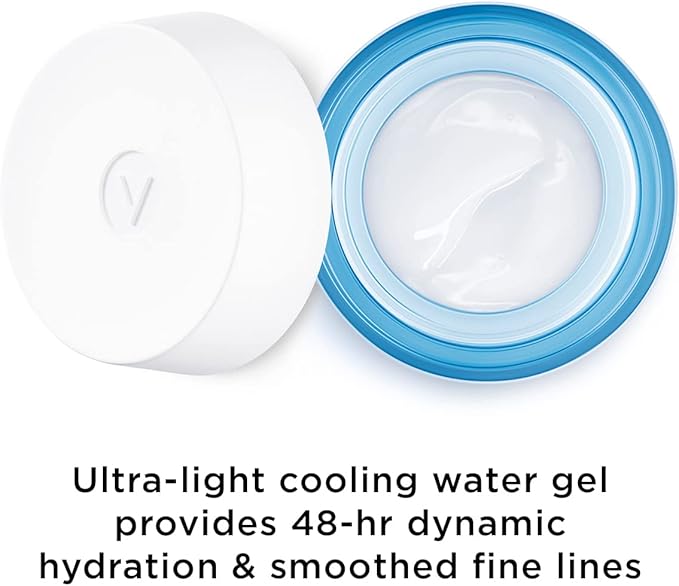 V
Ultra-light cooling water gel
provides 48-hr dynamic
hydration & smoothed fine lines